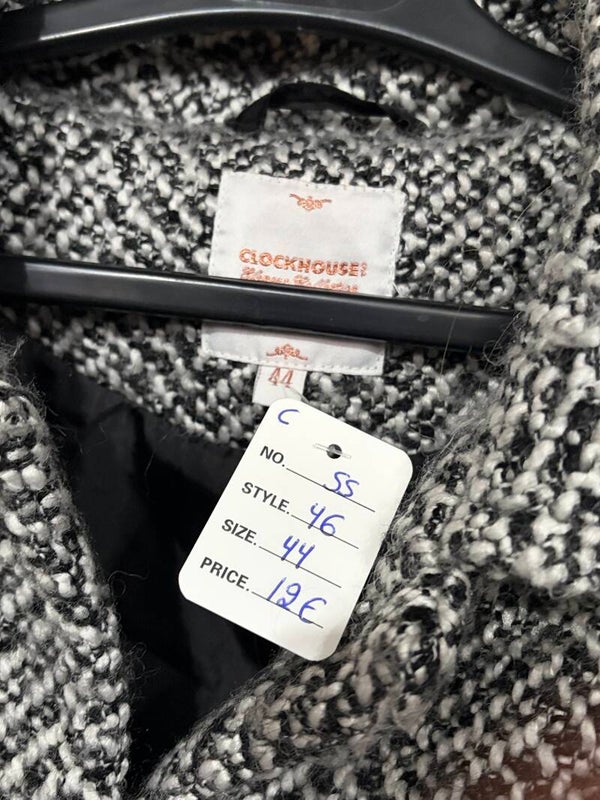 CLOCKHOUSE
44
C
NO. 55
STYLE. 46
SIZE. 44
PRICE. 12€